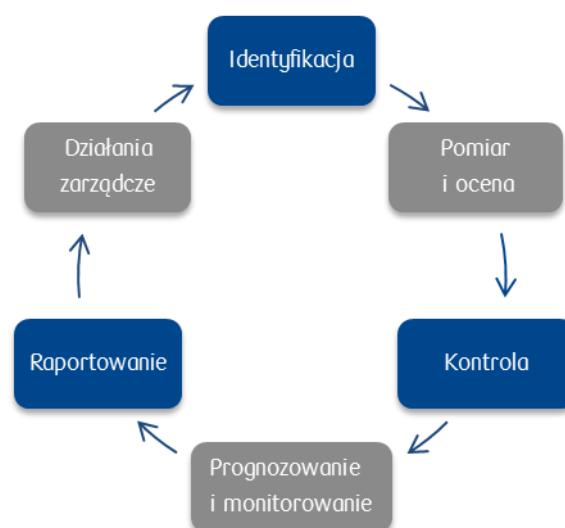 Identyfikacja
Pomiar
i ocena
Kontrola
Prognozowanie
i monitorowanie
Raportowanie
Działania
zarządcze